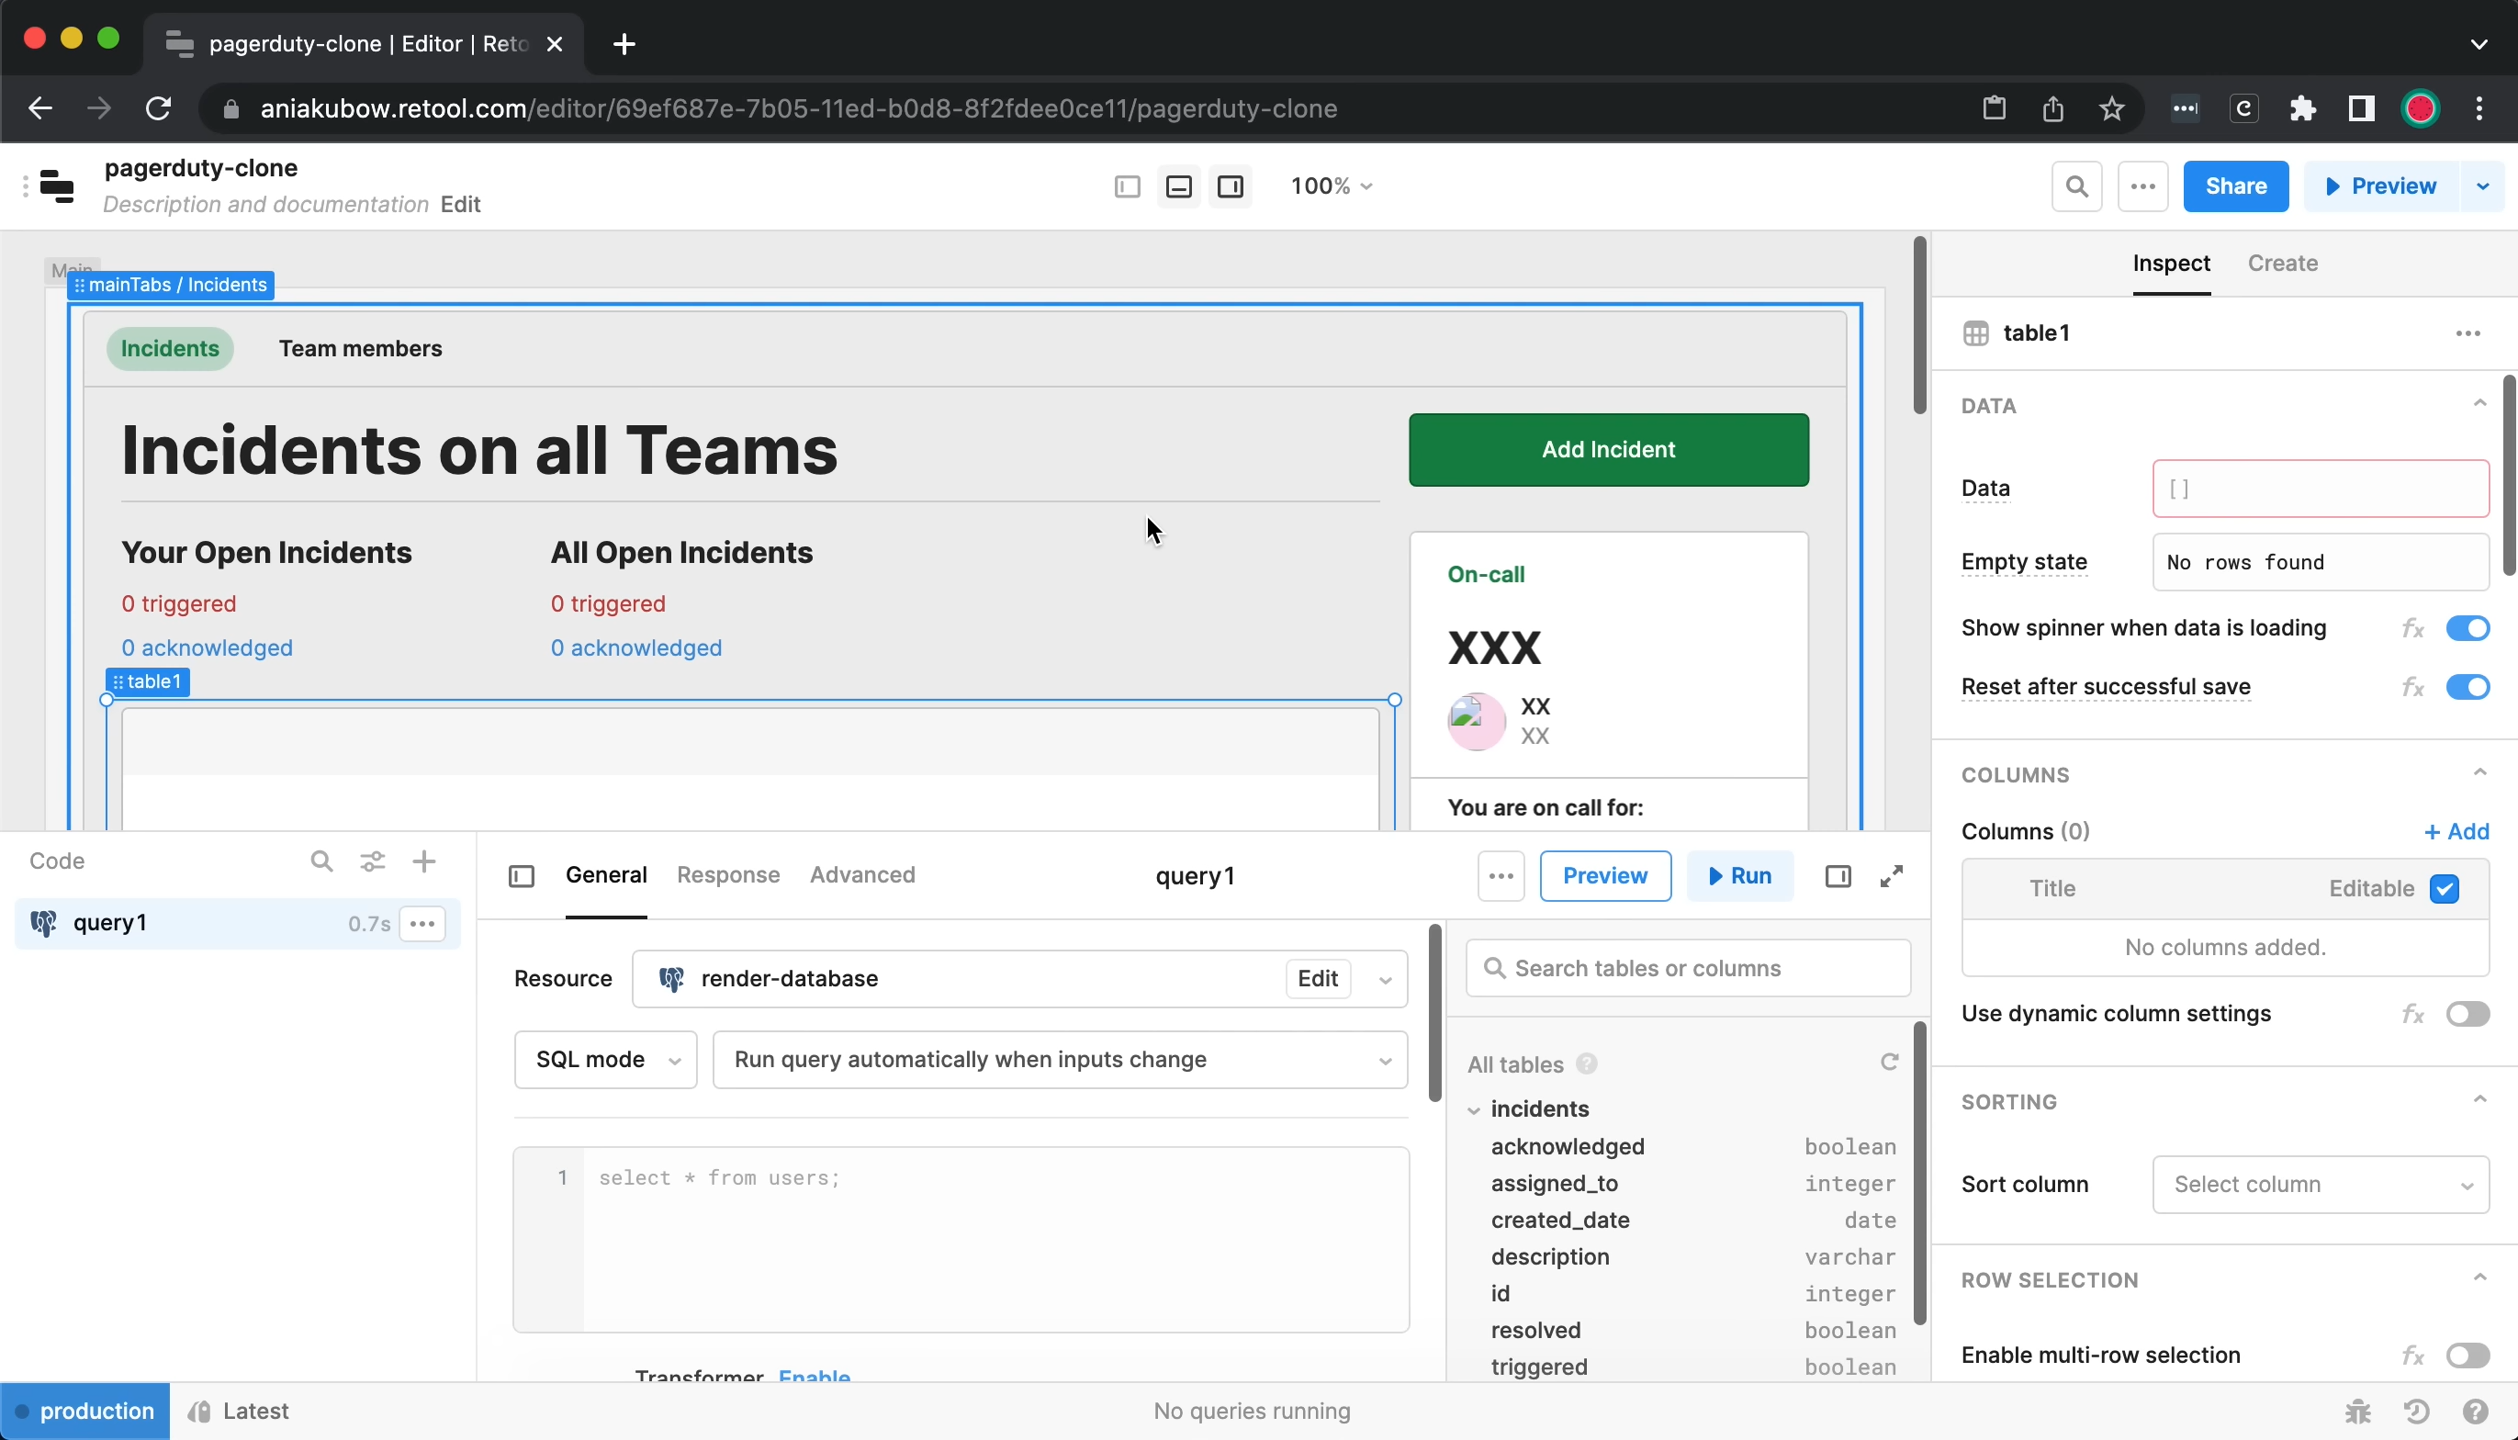 pagerduty-clone | Editor | Reto
aniakubow.retool.com/editor/69ef687e-7b05-11ed-b0d8-8f2fdee0ce11/pagerduty-clone
pagerduty-clone
Description and documentation Edit
100%
Share
Preview
Main
mainTabs / Incidents
Incidents
Team members
Incidents on all Teams
Add Incident
Your Open Incidents
0 triggered
0 acknowledged
All Open Incidents
0 triggered
0 acknowledged
table1
On-call
XXX
XX
XX
You are on call for:
Inspect
Create
table1
DATA
Data
[ ]
Empty state
No rows found
Show spinner when data is loading
fx
Reset after successful save
fx
COLUMNS
Columns (0)
+ Add
Title
Editable
No columns added.
Use dynamic column settings
fx
SORTING
Sort column
Select column
ROW SELECTION
Enable multi-row selection
fx
Code
query1
0.7s
General
Response
Advanced
query1
Preview
Run
Resource
render-database
Edit
SQL mode
Run query automatically when inputs change
1
select * from users;
Transformer Enable
Search tables or columns
All tables ?
incidents
acknowledged boolean
assigned_to integer
created_date date
description varchar
id integer
resolved boolean
triggered boolean
production
Latest
No queries running